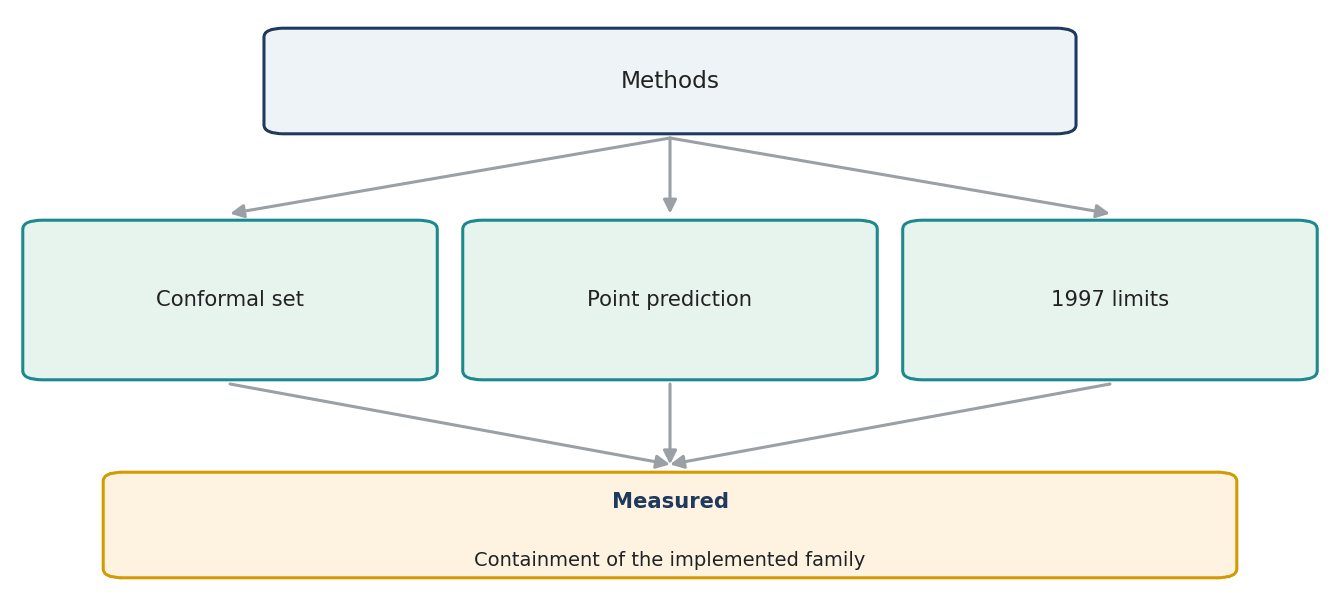 Methods
Conformal set
Point prediction
1997 limits
Measured
Containment of the implemented family